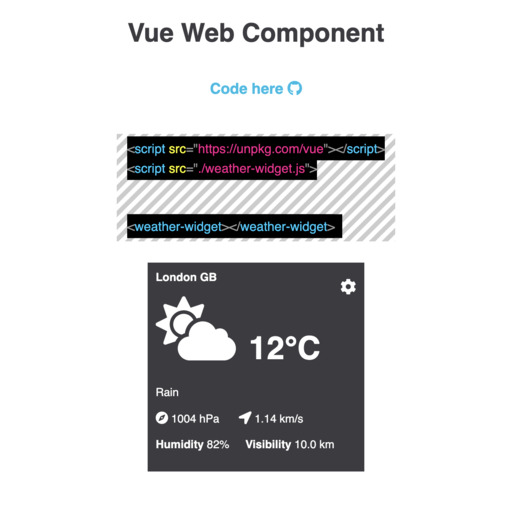 Vue Web Component
Code here
<script src="https://unpkg.com/vue"></script>
<script src="./weather-widget.js">
<weather-widget></weather-widget>
London GB
12°C
Rain
1004 hPa 1.14 km/s
Humidity 82% Visibility 10.0 km